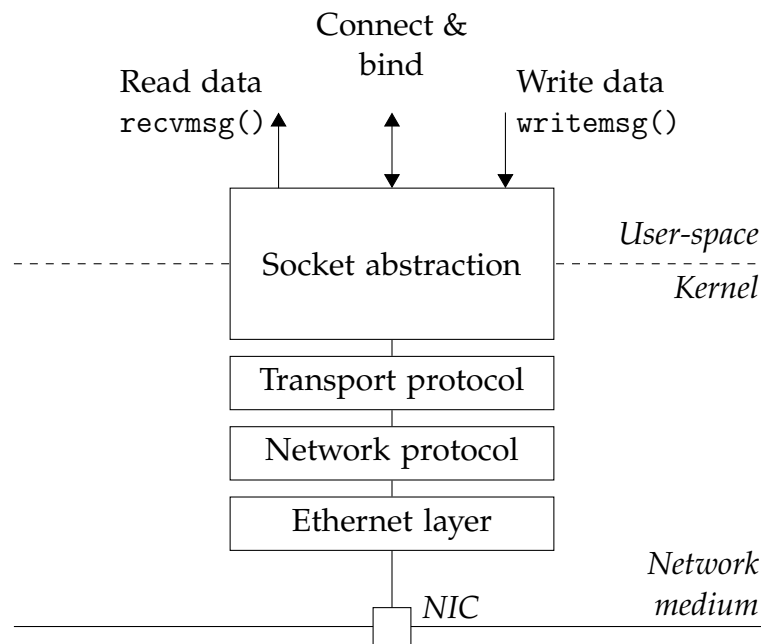 Connect &
bind
Read data
recvmsg()
Write data
writemsg()
User-space
Socket abstraction
Kernel
Transport protocol
Network protocol
Ethernet layer
Network
medium
NIC